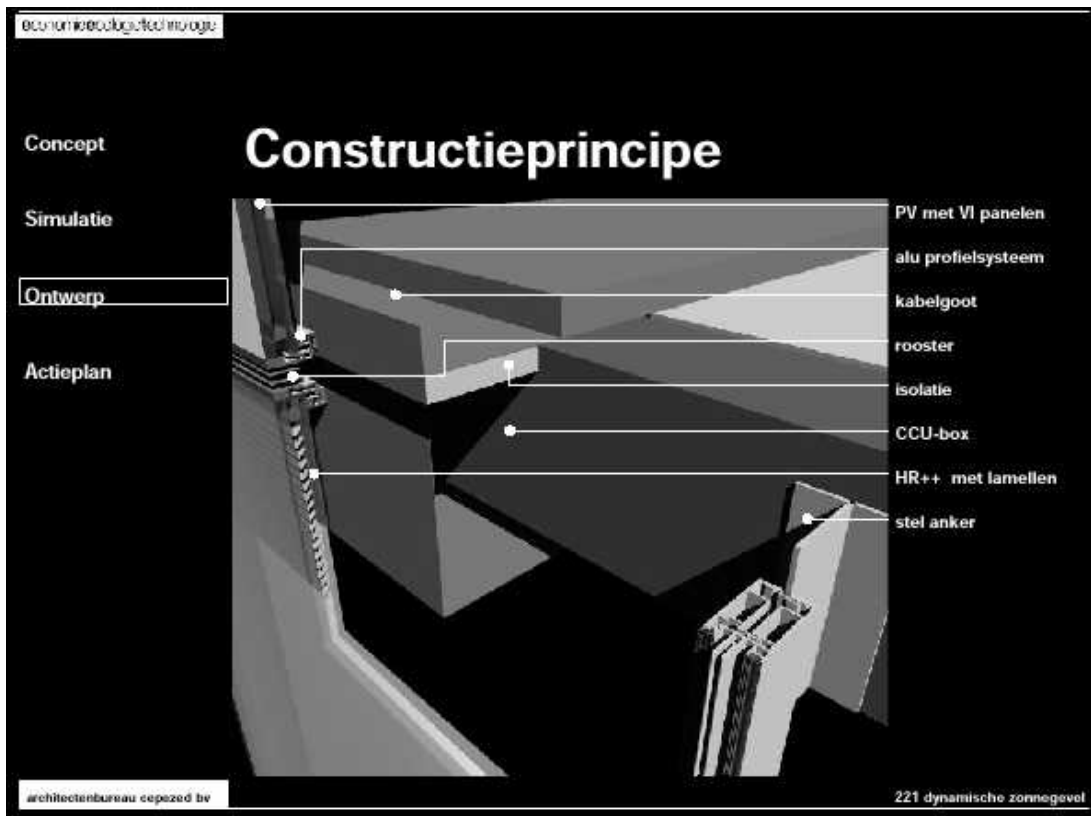 economieecologietechnologie
Constructieprincipe
Concept
Simulatie
Ontwerp
Actieplan
PV met VI panelen
alu profielsysteem
kabelgoot
rooster
isolatie
CCU-box
HR++ met lamellen
stel anker
architectenbureau cepezed bv
221 dynamische zonnegevel